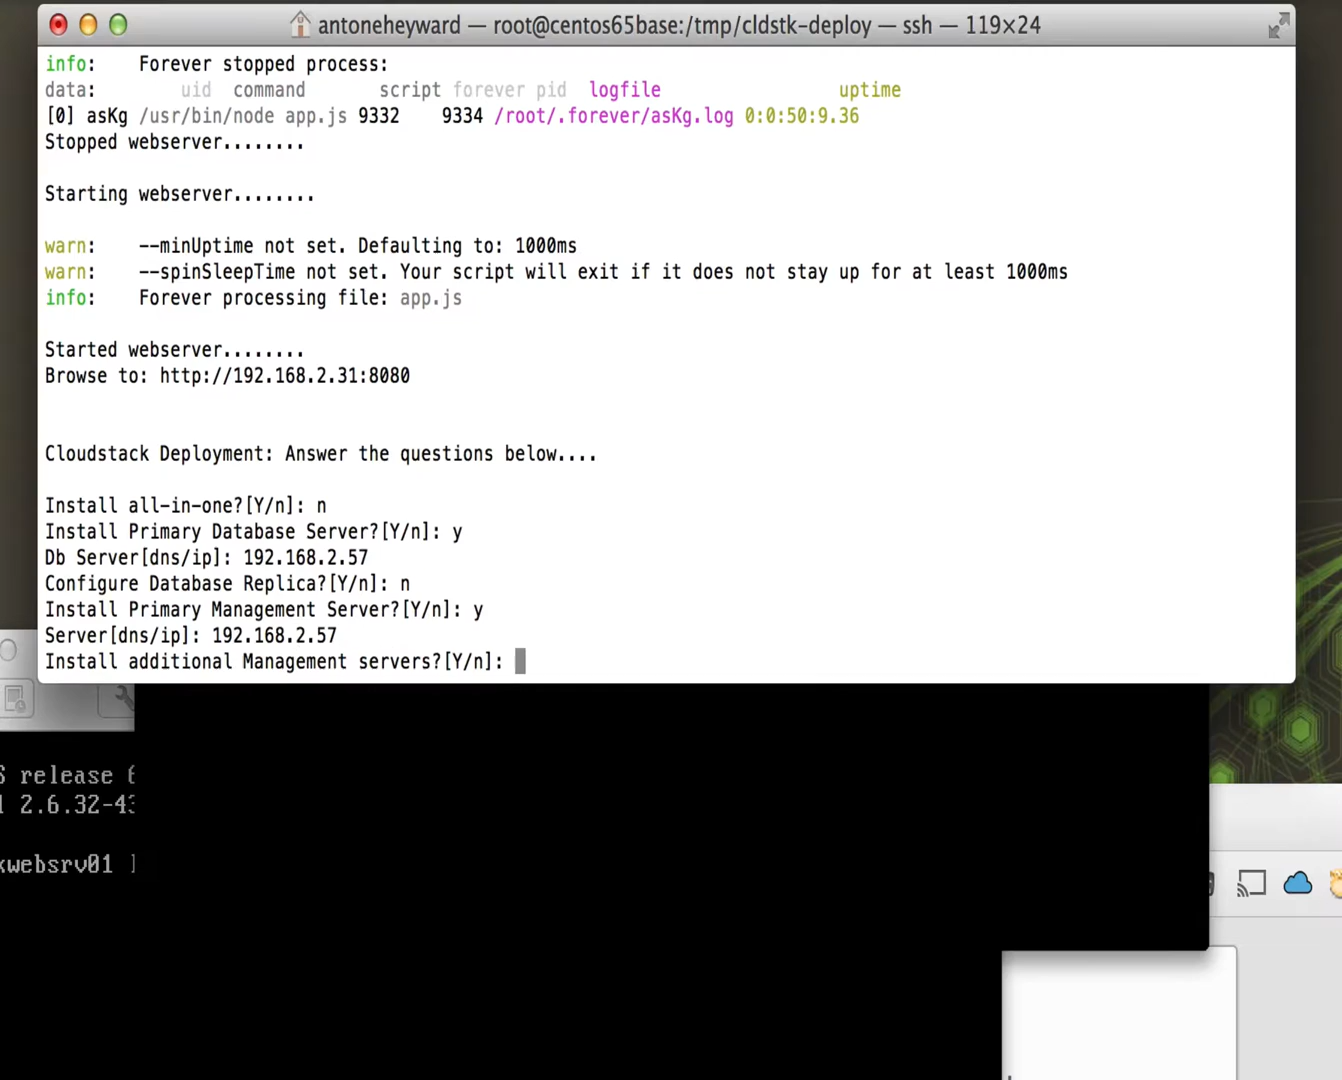 antoneheyward — root@centos65base:/tmp/cldstk-deploy — ssh — 119×24
info:    Forever stopped process:
data:        uid  command       script forever pid  logfile                 uptime
[0] asKg /usr/bin/node app.js 9332    9334 /root/.forever/asKg.log 0:0:50:9.36
Stopped webserver........
Starting webserver........
warn:    --minUptime not set. Defaulting to: 1000ms
warn:    --spinSleepTime not set. Your script will exit if it does not stay up for at least 1000ms
info:    Forever processing file: app.js
Started webserver........
Browse to: http://192.168.2.31:8080
Cloudstack Deployment: Answer the questions below....
Install all-in-one?[Y/n]: n
Install Primary Database Server?[Y/n]: y
Db Server[dns/ip]: 192.168.2.57
Configure Database Replica?[Y/n]: n
Install Primary Management Server?[Y/n]: y
Server[dns/ip]: 192.168.2.57
Install additional Management servers?[Y/n]:
S release 6
l 2.6.32-43
kwebsrv01 l